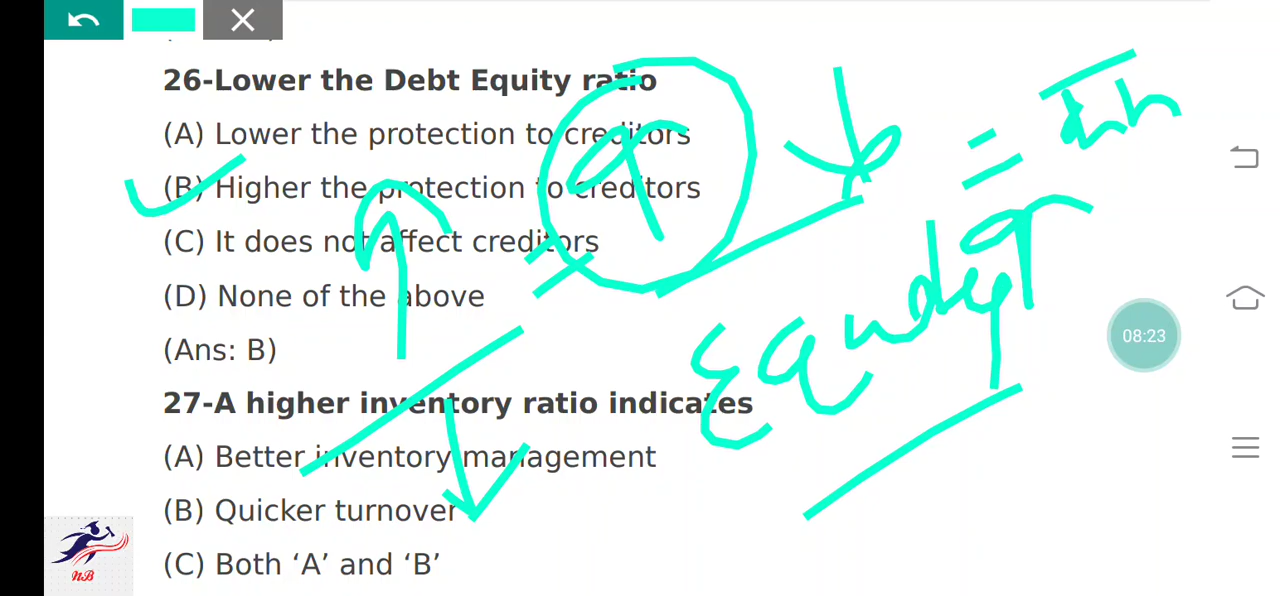 26-Lower the Debt Equity ratio
(A) Lower the protection to creditors
(B) Higher the protection to creditors
(C) It does not affect creditors
(D) None of the above
(Ans: B)
27-A higher inventory ratio indicates
(A) Better inventory management
(B) Quicker turnover
(C) Both ‘A’ and ‘B’
08:23
NB